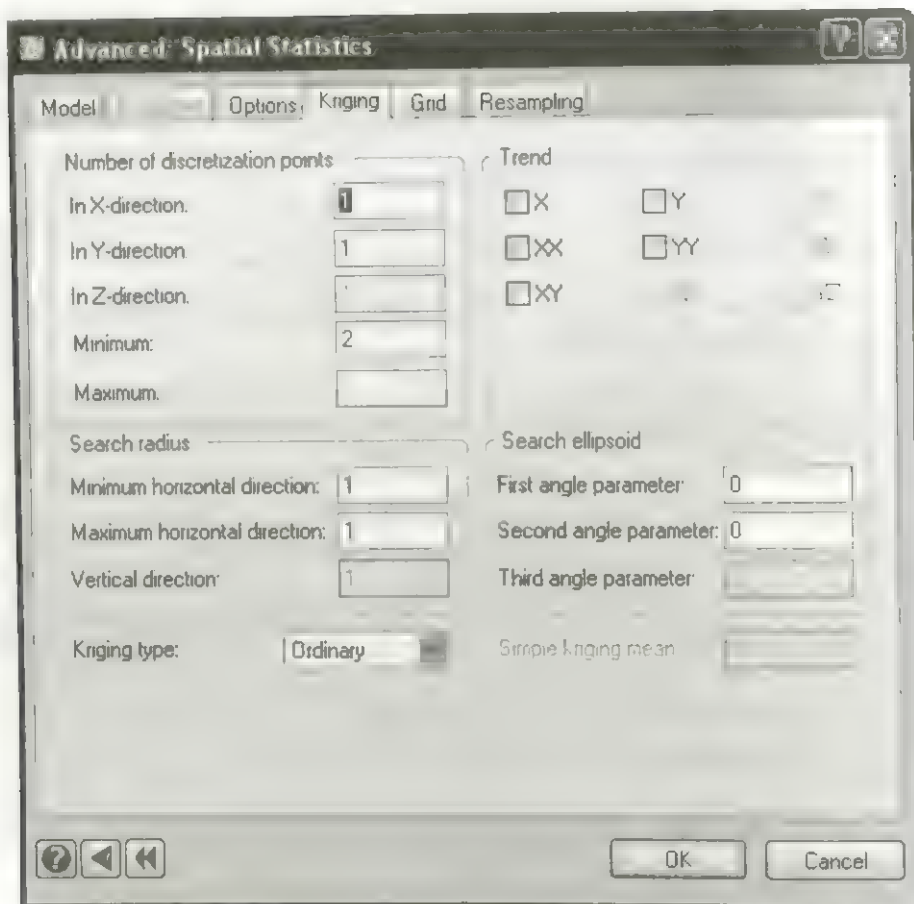 Advanced: Spatial Statistics
Model
Options
Kriging
Grid
Resampling
Number of discretization points
In X-direction.
1
In Y-direction
1
In Z-direction.
Minimum:
2
Maximum.
Trend
X
Y
XX
YY
XY
Search radius
Minimum horizontal direction:
1
Maximum horizontal direction:
1
Vertical direction:
1
Kriging type:
Ordinary
Search ellipsoid
First angle parameter
0
Second angle parameter:
0
Third angle parameter
Simple kriging mean
OK
Cancel